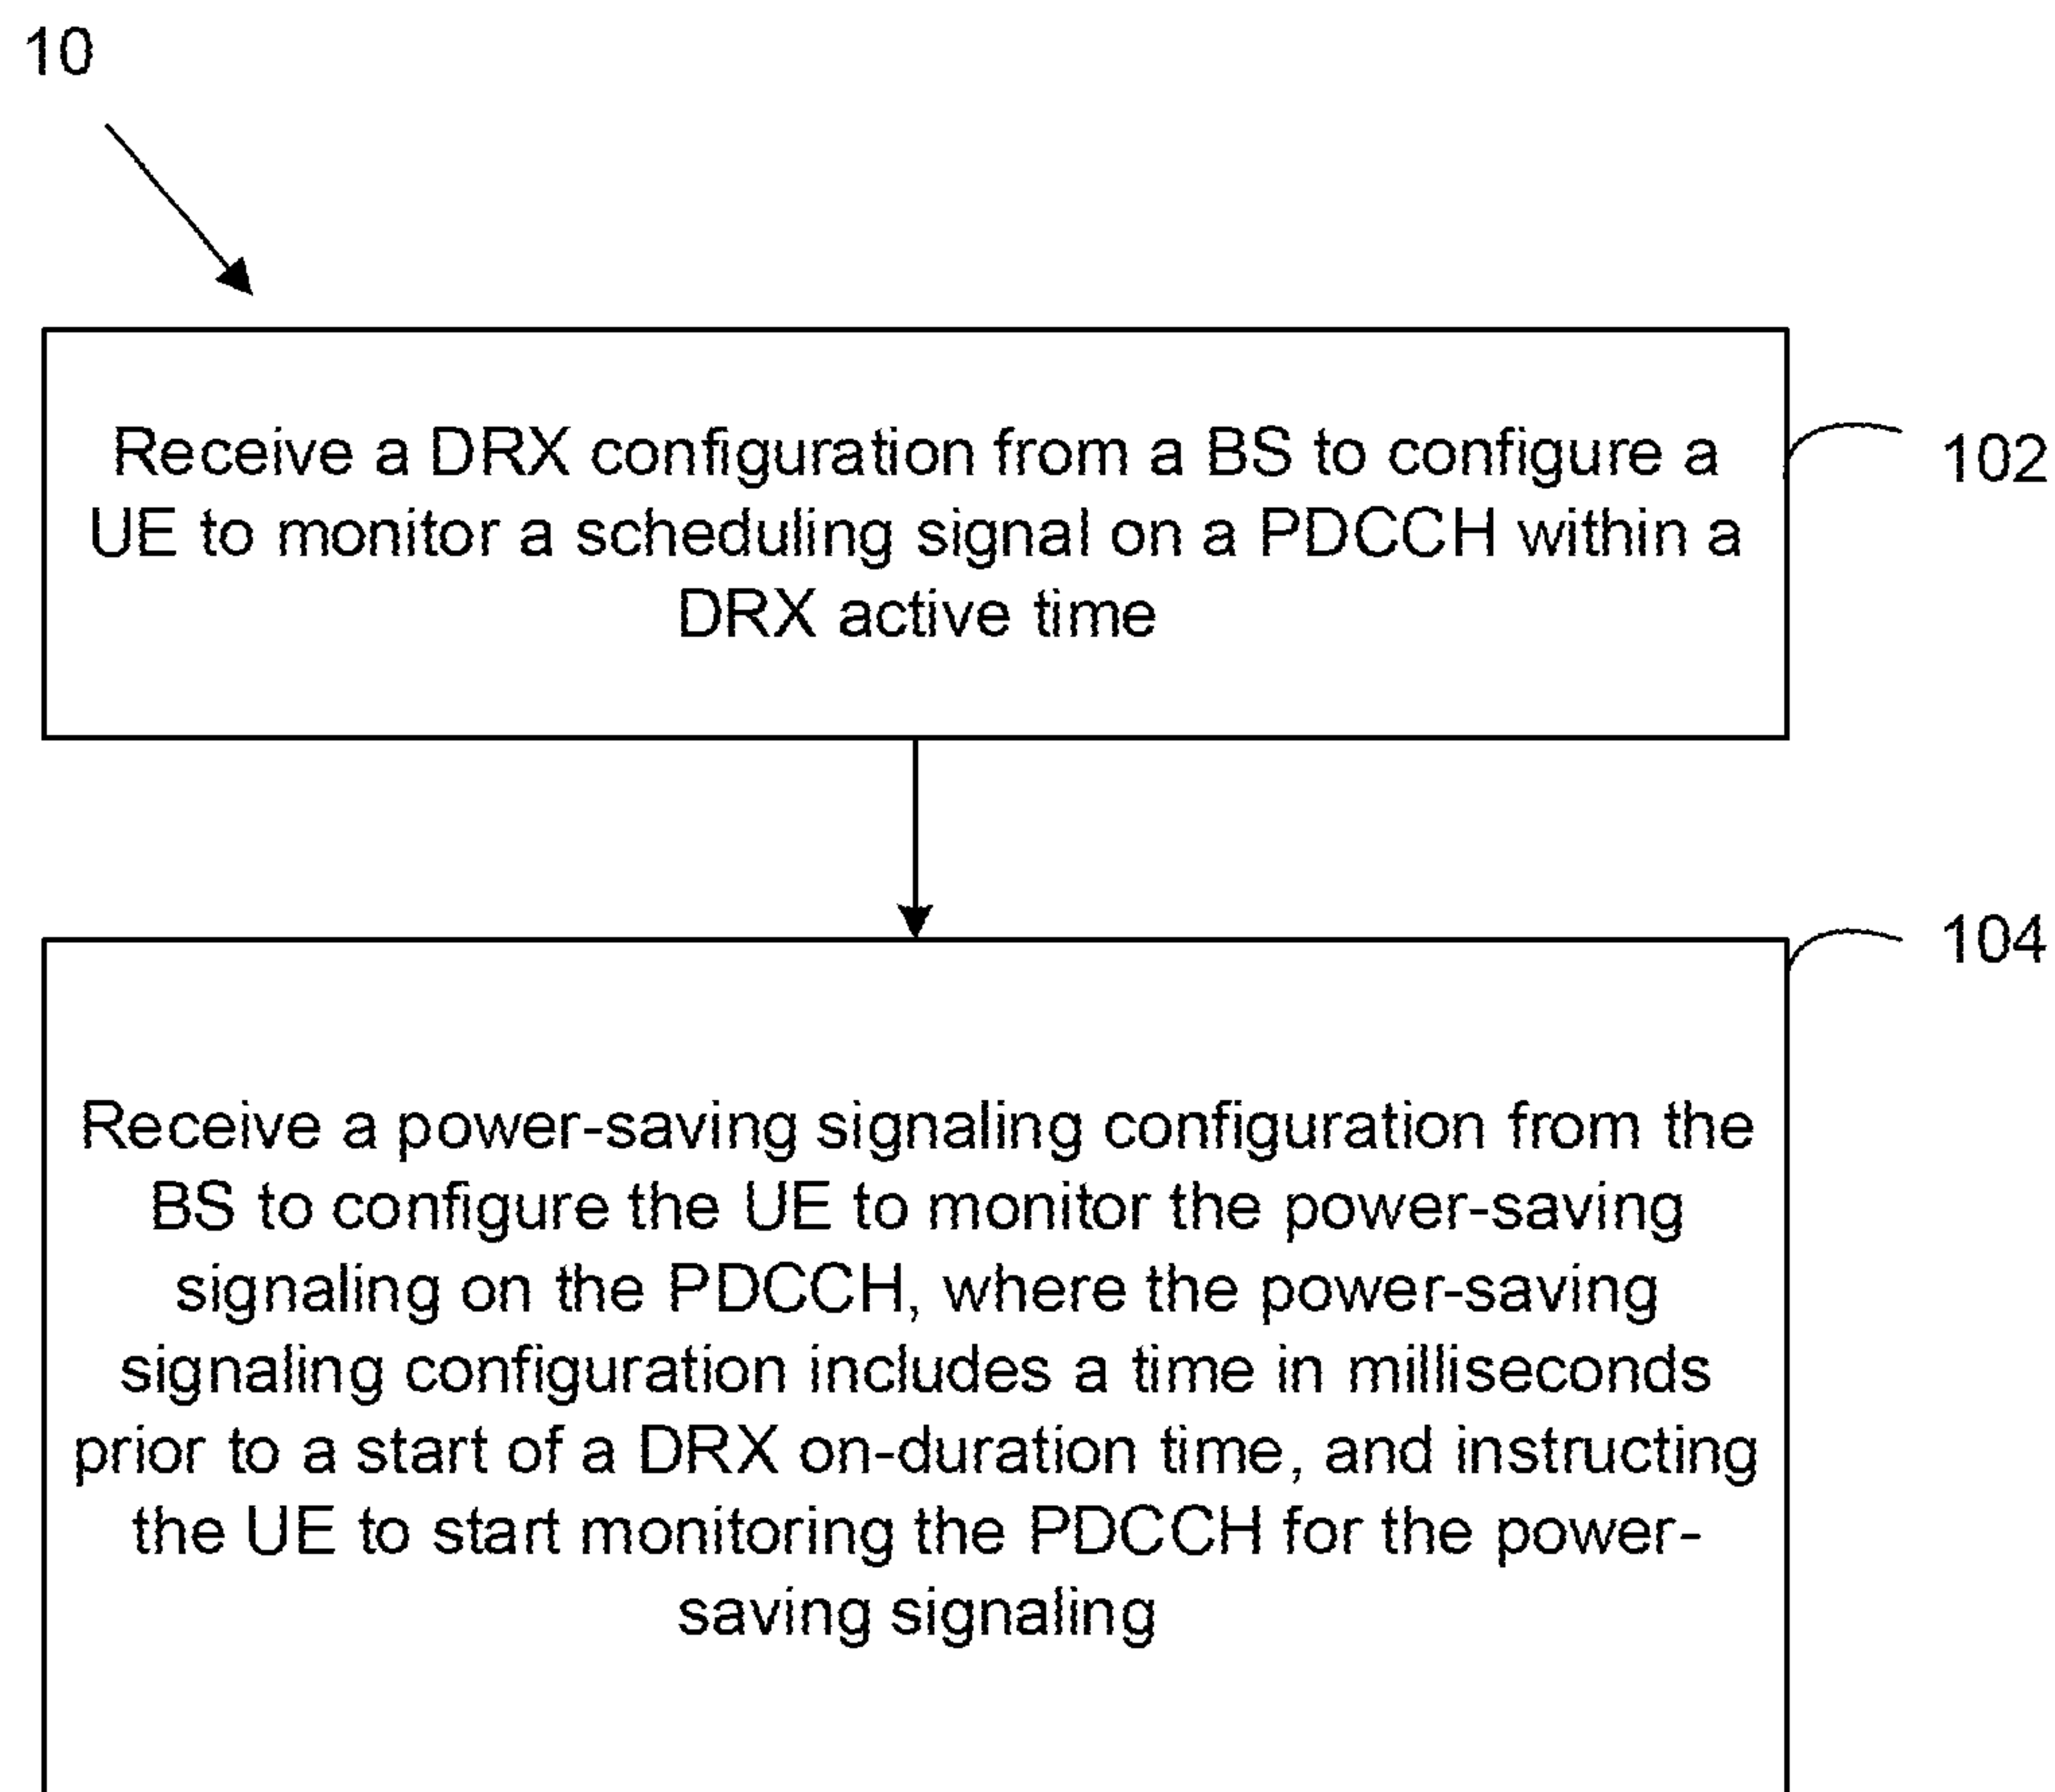 10
Receive a DRX configuration from a BS to configure a
UE to monitor a scheduling signal on a PDCCH within a
DRX active time
102
104
Receive a power-saving signaling configuration from the
BS to configure the UE to monitor the power-saving
signaling on the PDCCH, where the power-saving
signaling configuration includes a time in milliseconds
prior to a start of a DRX on-duration time, and instructing
the UE to start monitoring the PDCCH for the power-
saving signaling